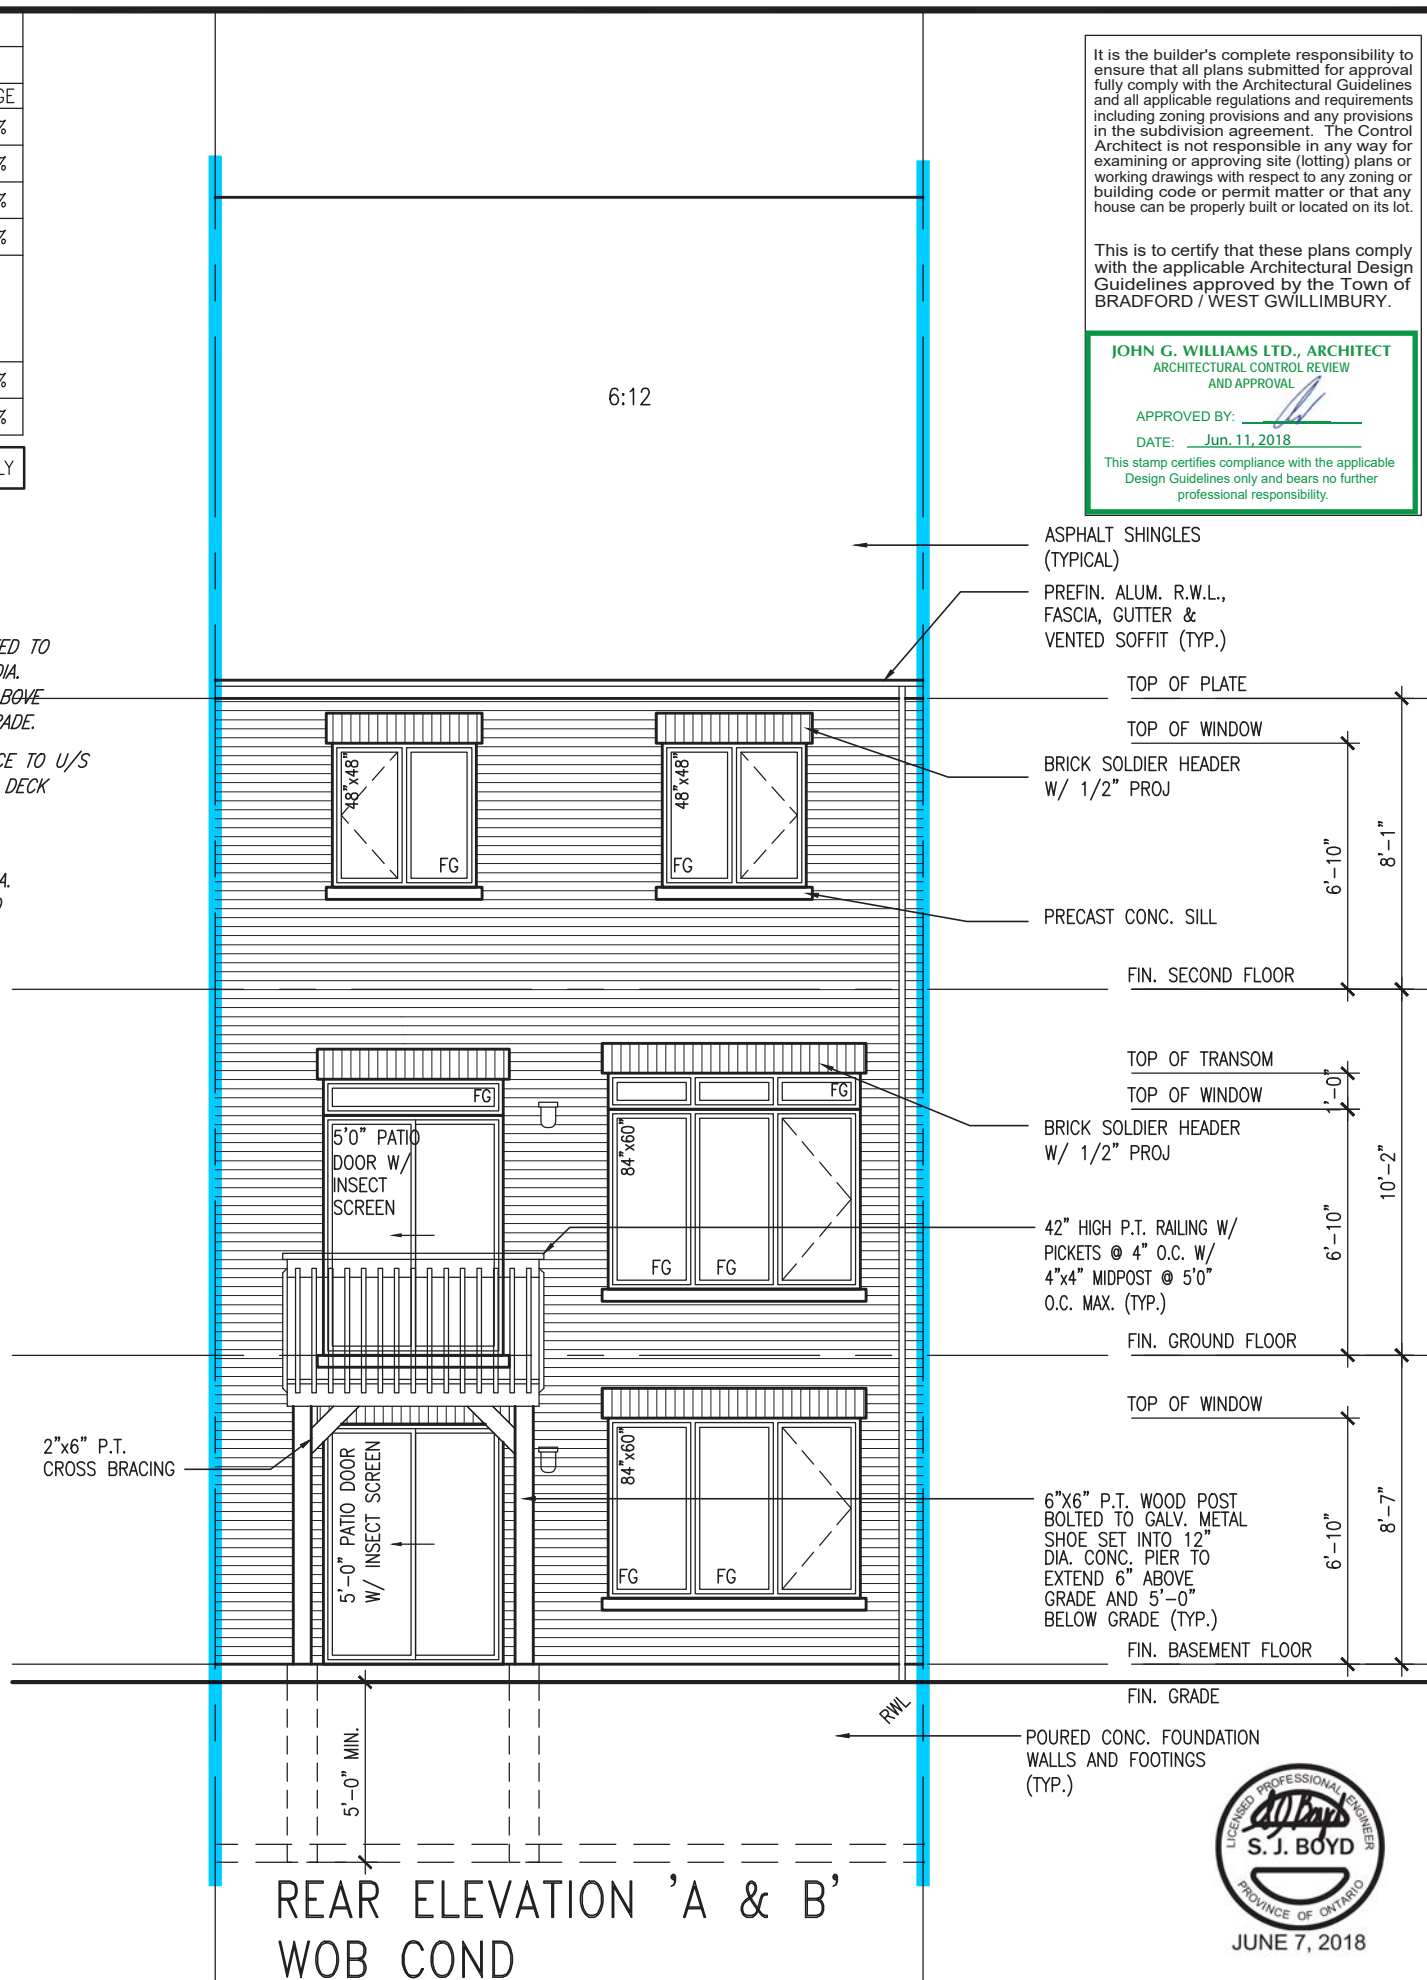 GE
%
%
%
%
%
%
LY
ED TO
DIA.
BOVE
RADE.
CE TO U/S
DECK
A.
It is the builder's complete responsibility to
ensure that all plans submitted for approval
fully comply with the Architectural Guidelines
and all applicable regulations and requirements
including zoning provisions and any provisions
in the subdivision agreement. The Control
Architect is not responsible in any way for
examining or approving site (lotting) plans or
working drawings with respect to any zoning or
building code or permit matter or that any
house can be properly built or located on its lot.
This is to certify that these plans comply
with the applicable Architectural Design
Guidelines approved by the Town of
BRADFORD / WEST GWILLIMBURY.
JOHN G. WILLIAMS LTD., ARCHITECT
ARCHITECTURAL CONTROL REVIEW
AND APPROVAL
APPROVED BY:
DATE: Jun. 11, 2018
This stamp certifies compliance with the applicable
Design Guidelines only and bears no further
professional responsibility.
6:12
ASPHALT SHINGLES
(TYPICAL)
PREFIN. ALUM. R.W.L.,
FASCIA, GUTTER &
VENTED SOFFIT (TYP.)
TOP OF PLATE
TOP OF WINDOW
BRICK SOLDIER HEADER
W/ 1/2" PROJ
48"x48"
FG
48"x48"
FG
6'-10"
8'-1"
PRECAST CONC. SILL
FIN. SECOND FLOOR
TOP OF TRANSOM
TOP OF WINDOW
1'-0"
BRICK SOLDIER HEADER
W/ 1/2" PROJ
FG
5'0" PATIO
DOOR W/
INSECT
SCREEN
FG
84"x60"
FG
FG
42" HIGH P.T. RAILING W/
PICKETS @ 4" O.C. W/
4"x4" MIDPOST @ 5'0"
O.C. MAX. (TYP.)
6'-10"
10'-2"
FIN. GROUND FLOOR
TOP OF WINDOW
2"x6" P.T.
CROSS BRACING
5'-0" PATIO DOOR
W/ INSECT SCREEN
84"x60"
FG
FG
6"X6" P.T. WOOD POST
BOLTED TO GALV. METAL
SHOE SET INTO 12"
DIA. CONC. PIER TO
EXTEND 6" ABOVE
GRADE AND 5'-0"
BELOW GRADE (TYP.)
6'-10"
8'-7"
FIN. BASEMENT FLOOR
FIN. GRADE
RWL
5'-0" MIN.
POURED CONC. FOUNDATION
WALLS AND FOOTINGS
(TYP.)
REAR ELEVATION 'A & B'
WOB COND
LICENSED PROFESSIONAL ENGINEER
S. J. BOYD
PROVINCE OF ONTARIO
JUNE 7, 2018